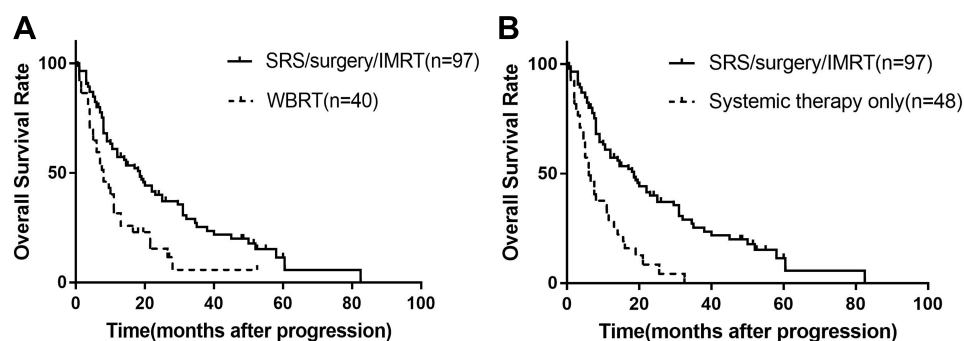 A
Overall Survival Rate
100
50
0
0 20 40 60 80 100
Time(months after progression)
SRS/surgery/IMRT(n=97)
WBRT(n=40)
B
Overall Survival Rate
100
50
0
0 20 40 60 80 100
Time(months after progression)
SRS/surgery/IMRT(n=97)
Systemic therapy only(n=48)